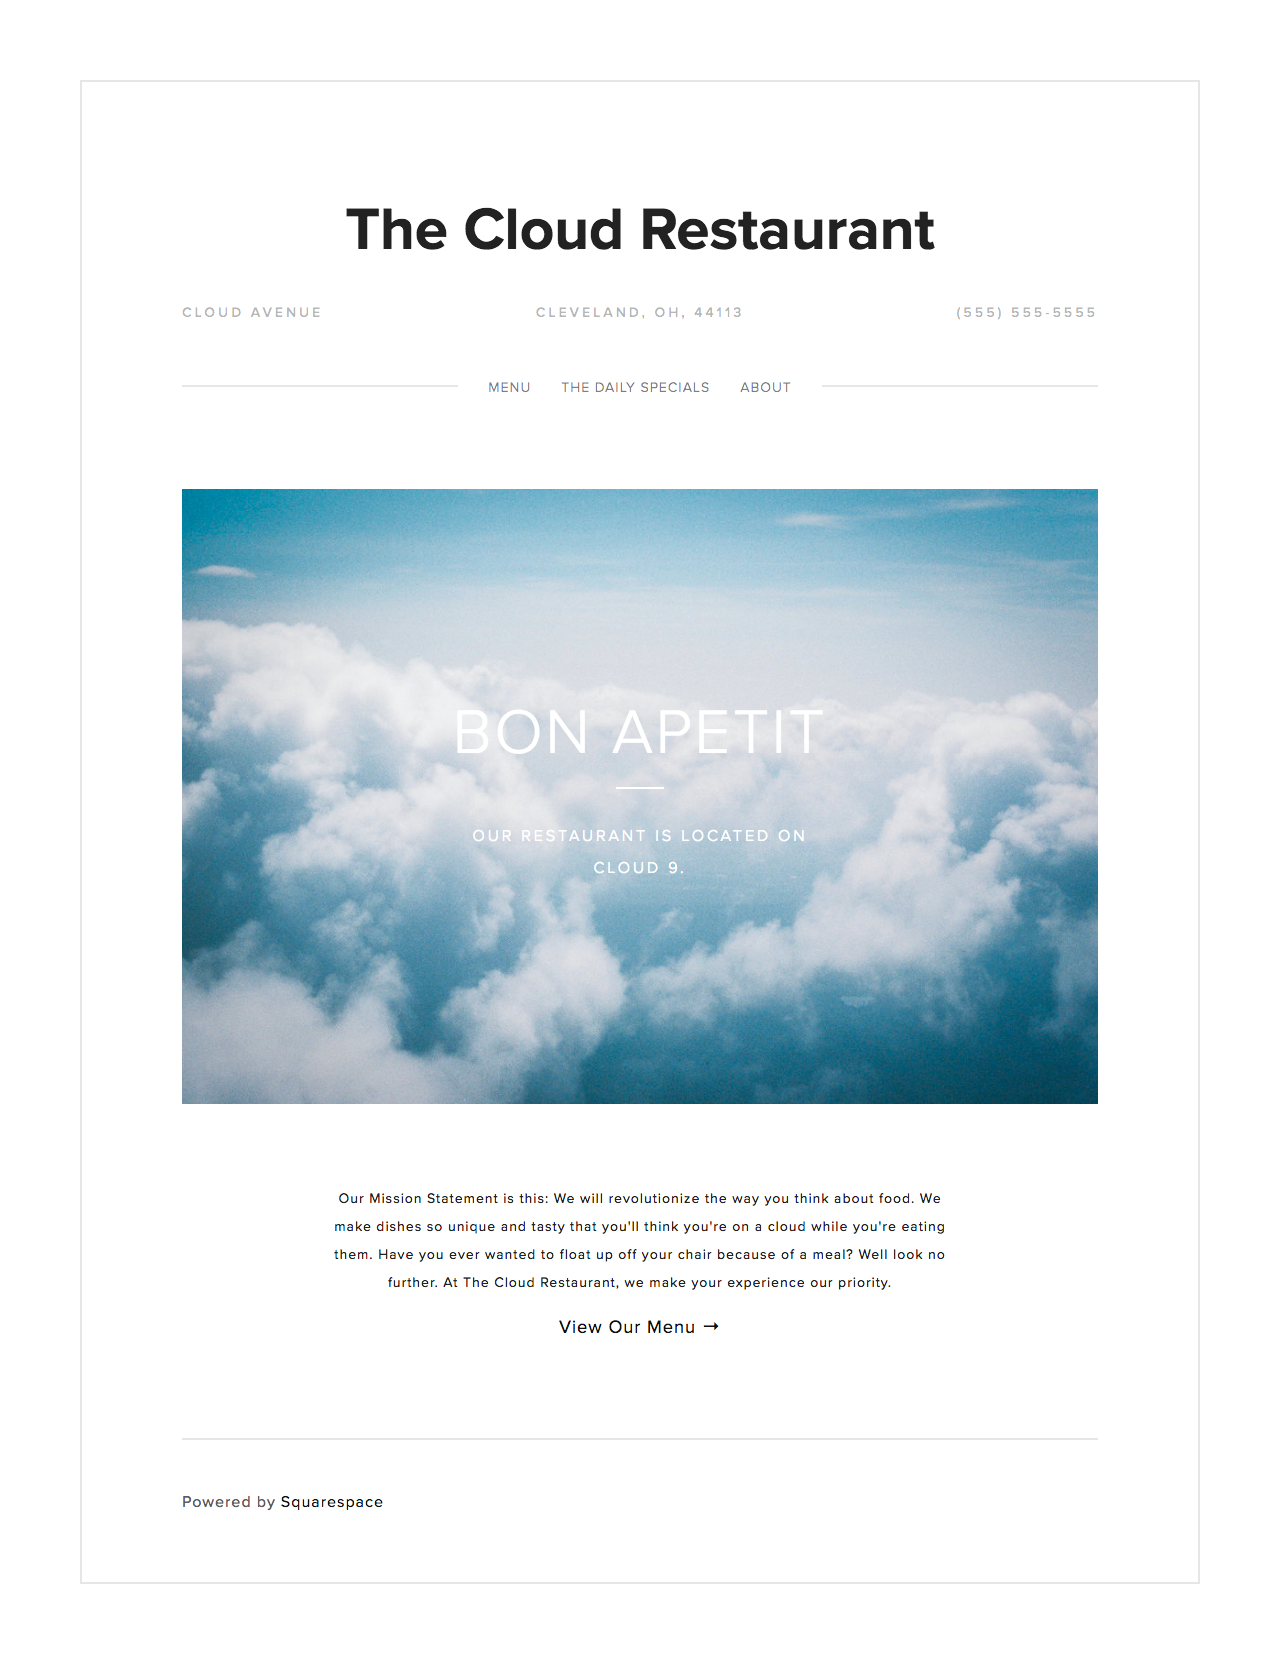 The Cloud Restaurant
CLOUD AVENUE
CLEVELAND, OH, 44113
(555) 555-5555
MENU
THE DAILY SPECIALS
ABOUT
BON APETIT
OUR RESTAURANT IS LOCATED ON
CLOUD 9.
Our Mission Statement is this: We will revolutionize the way you think about food. We
make dishes so unique and tasty that you'll think you're on a cloud while you're eating
them. Have you ever wanted to float up off your chair because of a meal? Well look no
further. At The Cloud Restaurant, we make your experience our priority.
View Our Menu →
Powered by Squarespace